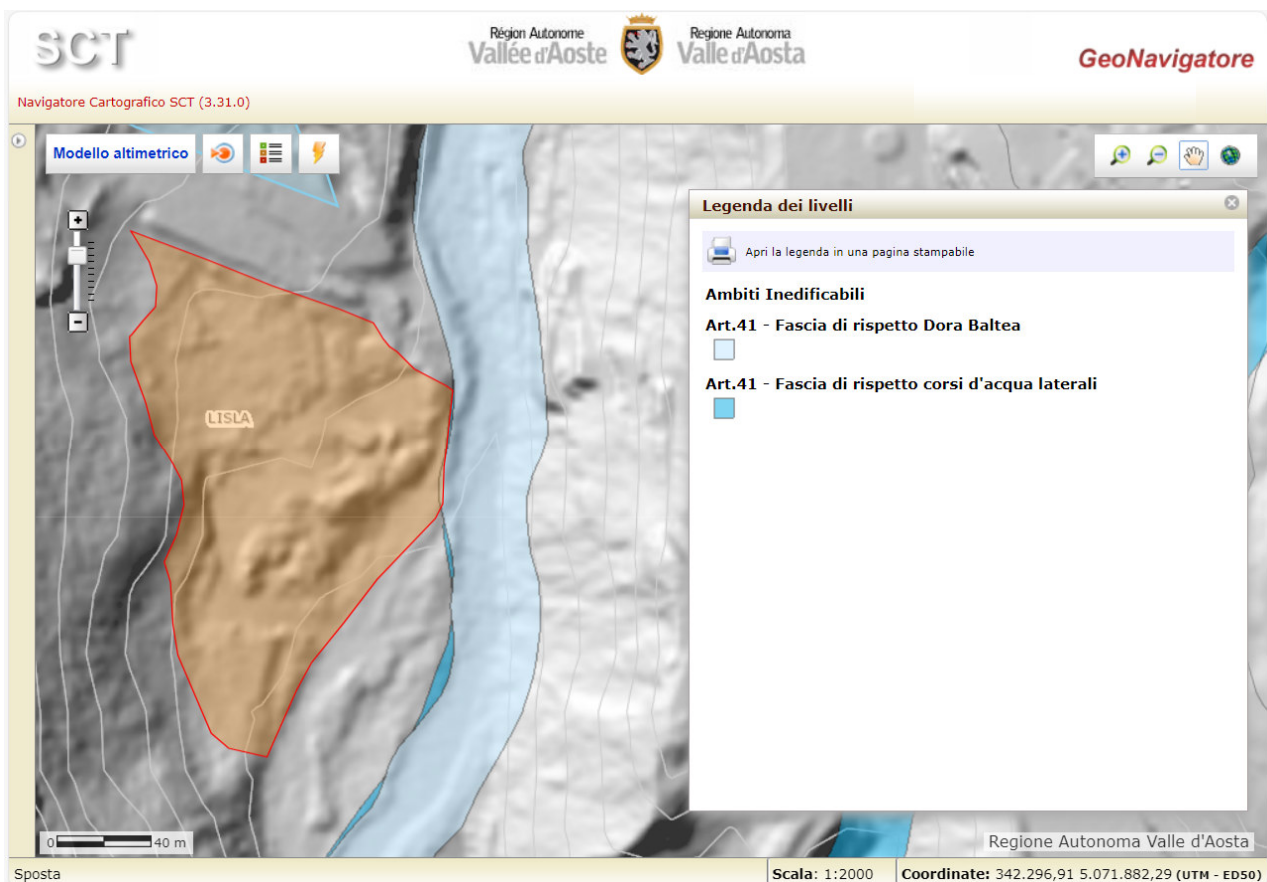 SCT
Région Autonome
Vallée d'Aoste
Regione Autonoma
Valle d'Aosta
GeoNavigatore
Navigatore Cartografico SCT (3.31.0)
Modello altimetrico
Legenda dei livelli
Apri la legenda in una pagina stampabile
Ambiti Inedificabili
Art.41 - Fascia di rispetto Dora Baltea
Art.41 - Fascia di rispetto corsi d'acqua laterali
LISLA
0 40 m
Regione Autonoma Valle d'Aosta
Sposta
Scala: 1:2000
Coordinate: 342.296,91 5.071.882,29 (UTM - ED50)